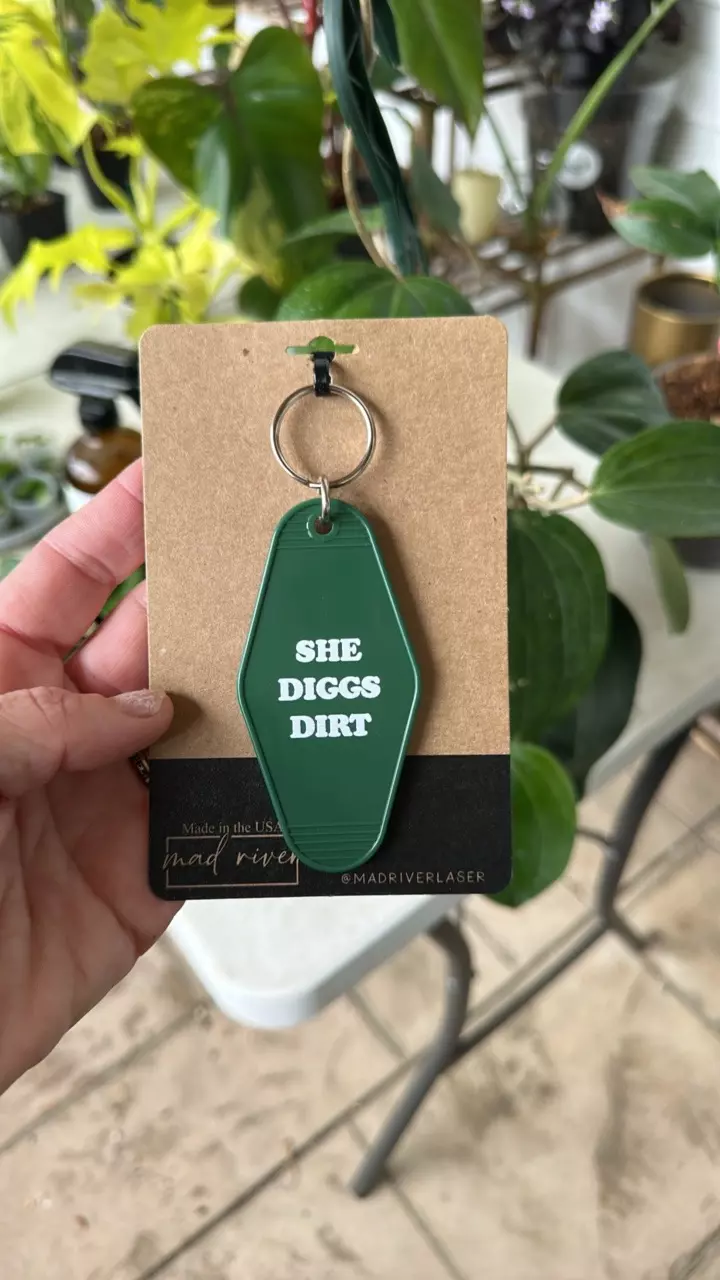 SHE
DIGGS
DIRT
Made in the USA
mad river
@MADRIVERLASER